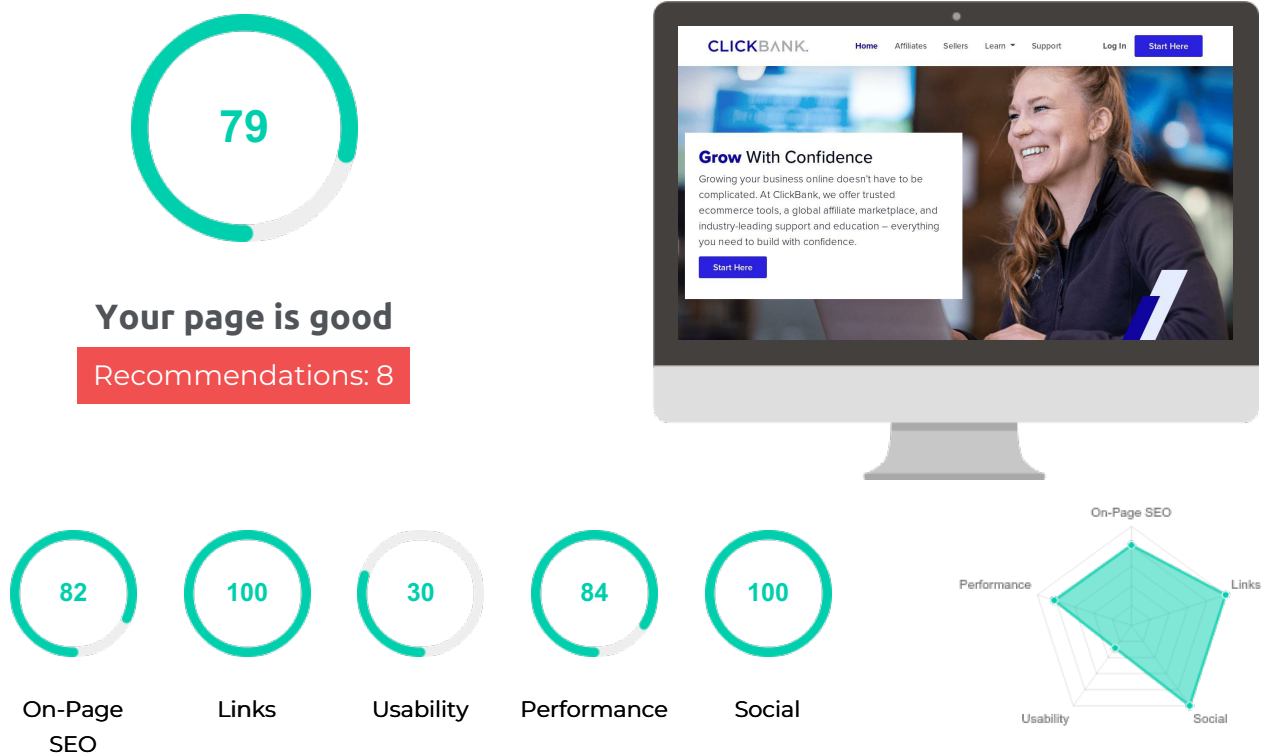 79
Your page is good
Recommendations: 8
CLICKBANK.
Home
Affiliates
Sellers
Learn
Support
Log In
Start Here
Grow With Confidence
Growing your business online doesn't have to be
complicated. At ClickBank, we offer trusted
ecommerce tools, a global affiliate marketplace, and
industry-leading support and education – everything
you need to build with confidence.
Start Here
82
On-Page
SEO
100
Links
30
Usability
84
Performance
100
Social
On-Page SEO
Performance
Links
Usability
Social